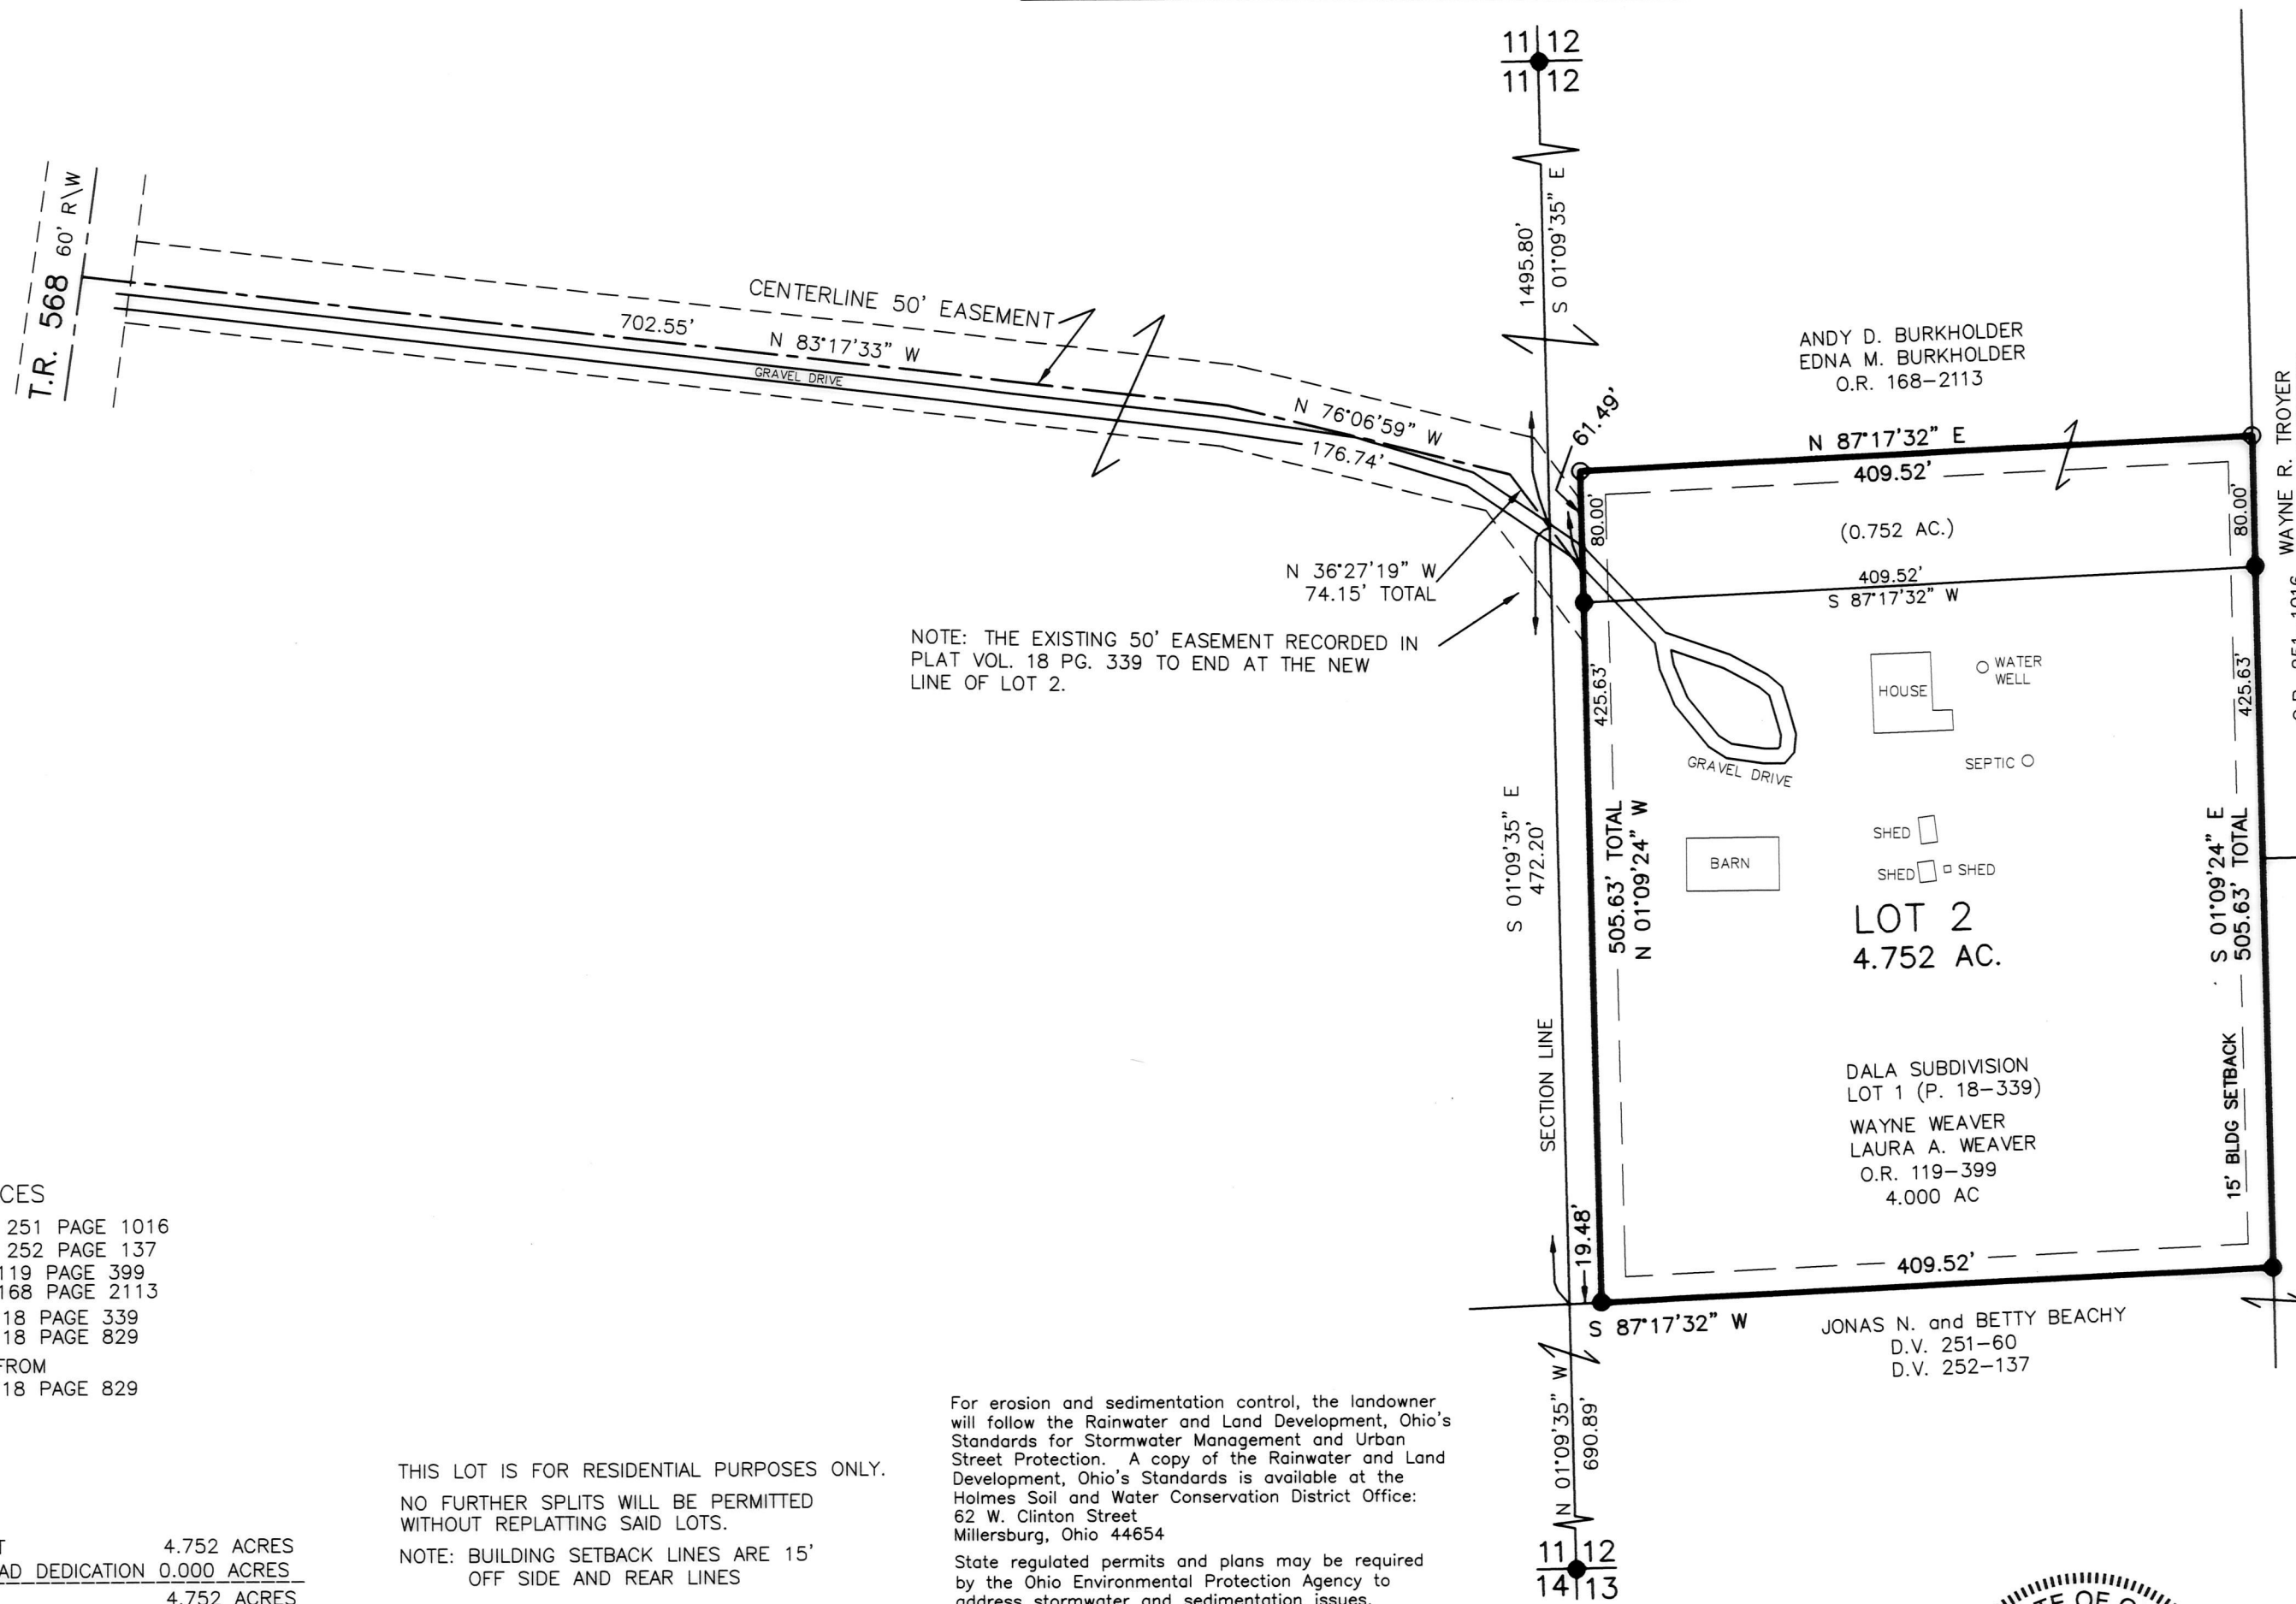 11 12
11 12
1495.80'
S 01°09'35" E
T.R. 568 60' R\W
CENTERLINE 50' EASEMENT
702.55'
N 83°17'33" W
GRAVEL DRIVE
N 76°06'59" W
176.74'
61.49'
ANDY D. BURKHOLDER
EDNA M. BURKHOLDER
O.R. 168-2113
N 87°17'32" E
409.52'
80.00'
(0.752 AC.)
80.00'
409.52'
S 87°17'32" W
WAYNE R. TROYER
N 36°27'19" W
74.15' TOTAL
NOTE: THE EXISTING 50' EASEMENT RECORDED IN
PLAT VOL. 18 PG. 339 TO END AT THE NEW
LINE OF LOT 2.
425.63'
HOUSE
WATER
WELL
425.63'
SEPTIC
GRAVEL DRIVE
S 01°09'35" E
472.20'
505.63' TOTAL
N 01°09'24" W
BARN
SHED
SHED
SHED
S 01°09'24" E
505.63' TOTAL
LOT 2
4.752 AC.
SECTION LINE
DALA SUBDIVISION
LOT 1 (P. 18-339)
WAYNE WEAVER
LAURA A. WEAVER
O.R. 119-399
4.000 AC
15' BLDG SETBACK
19.48'
409.52'
S 87°17'32" W
JONAS N. and BETTY BEACHY
D.V. 251-60
D.V. 252-137
N 01°09'35" W
690.89'
11 12
14 13
CES
251 PAGE 1016
252 PAGE 137
119 PAGE 399
168 PAGE 2113
18 PAGE 339
18 PAGE 829
FROM
18 PAGE 829
T 4.752 ACRES
AD DEDICATION 0.000 ACRES
4.752 ACRES
THIS LOT IS FOR RESIDENTIAL PURPOSES ONLY.
NO FURTHER SPLITS WILL BE PERMITTED
WITHOUT REPLATTING SAID LOTS.
NOTE: BUILDING SETBACK LINES ARE 15'
OFF SIDE AND REAR LINES
For erosion and sedimentation control, the landowner
will follow the Rainwater and Land Development, Ohio's
Standards for Stormwater Management and Urban
Street Protection. A copy of the Rainwater and Land
Development, Ohio's Standards is available at the
Holmes Soil and Water Conservation District Office:
62 W. Clinton Street
Millersburg, Ohio 44654
State regulated permits and plans may be required
by the Ohio Environmental Protection Agency to
address stormwater and sedimentation issues.
TE OF O